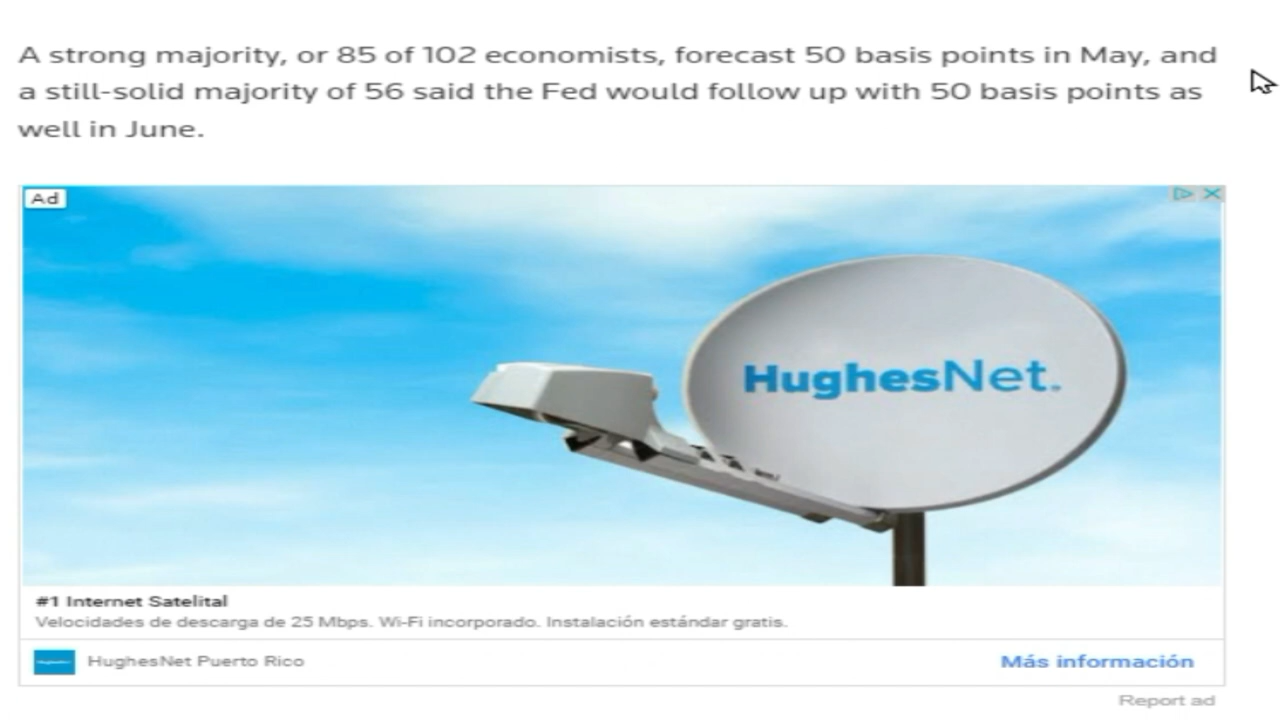 A strong majority, or 85 of 102 economists, forecast 50 basis points in May, and
a still-solid majority of 56 said the Fed would follow up with 50 basis points as
well in June.
Ad
HughesNet.
#1 Internet Satelital
Velocidades de descarga de 25 Mbps. Wi-Fi incorporado. Instalación estándar gratis.
HughesNet Puerto Rico
Más información
Report ad